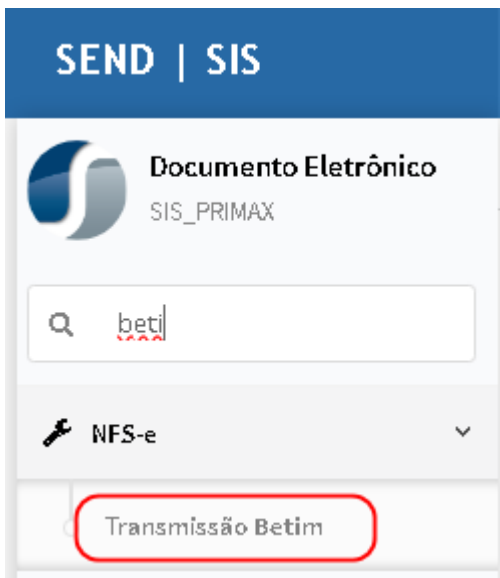 SEND | SIS
Documento Eletrônico
SIS_PRIMAX
beti
NFS-e
Transmissão Betim